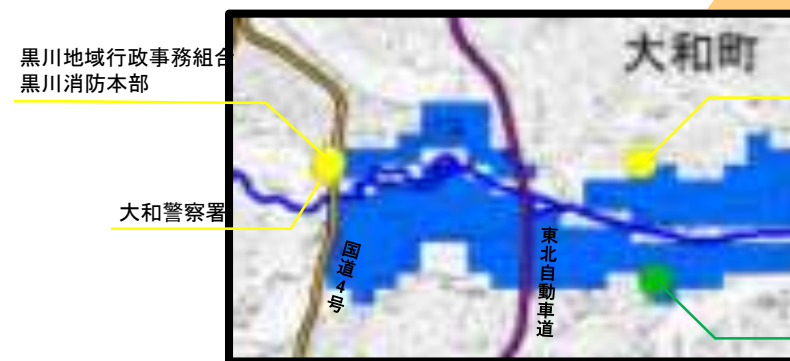 黒川地域行政事務組合
黒川消防本部
大和町
大和警察署
国道4号
東北自動車道